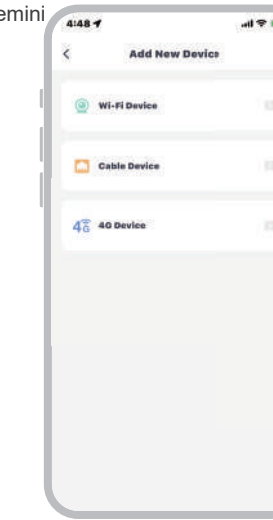 emini
4:48
Add New Device
Wi-Fi Device
Cable Device
4G 4G Device